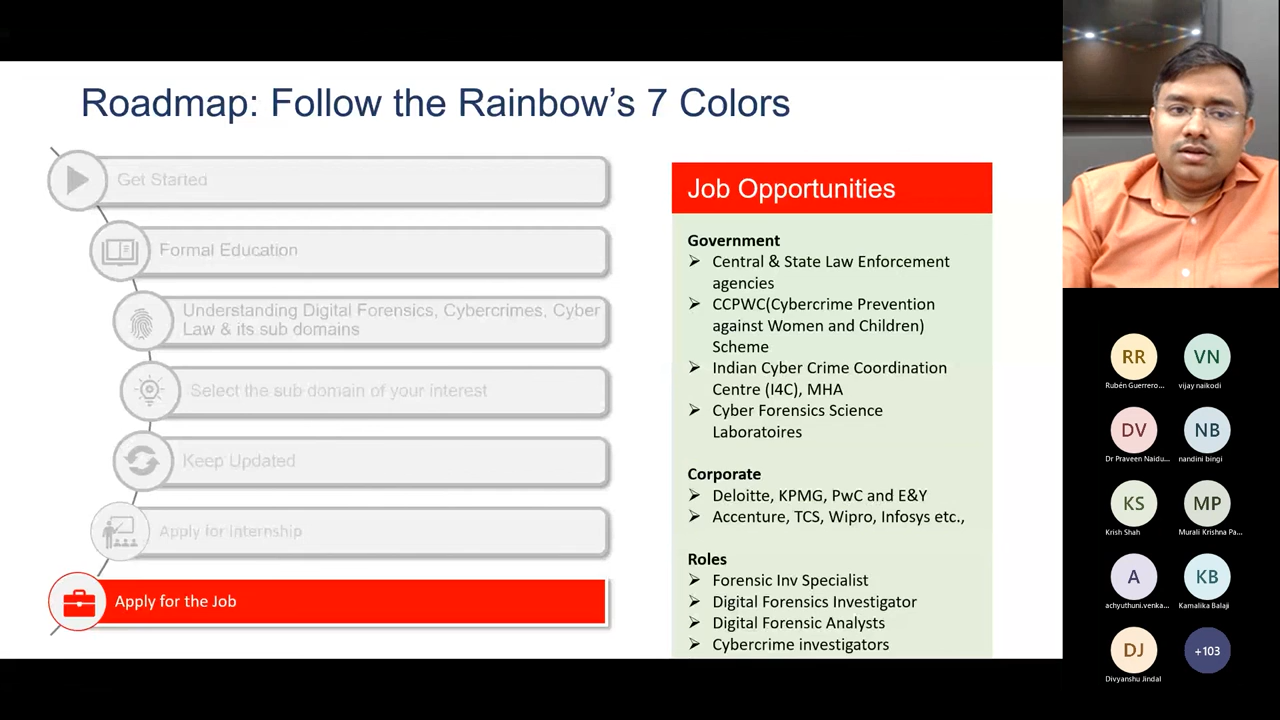 Roadmap: Follow the Rainbow’s 7 Colors
Get Started
Formal Education
Understanding Digital Forensics, Cybercrimes, Cyber
Law & its sub domains
Select the sub domain of your interest
Keep Updated
Apply for Internship
Apply for the Job
Job Opportunities
Government
➢ Central & State Law Enforcement
agencies
➢ CCPWC(Cybercrime Prevention
against Women and Children)
Scheme
➢ Indian Cyber Crime Coordination
Centre (I4C), MHA
➢ Cyber Forensics Science
Laboratoires
Corporate
➢ Deloitte, KPMG, PwC and E&Y
➢ Accenture, TCS, Wipro, Infosys etc.,
Roles
➢ Forensic Inv Specialist
➢ Digital Forensics Investigator
➢ Digital Forensic Analysts
➢ Cybercrime investigators
RR
Rubén Guerrero...
VN
vijay naikodi
DV
Dr Praveen Naidu...
NB
nandini bingi
KS
Krish Shah
MP
Murali Krishna Pa...
A
achyuthuni.venka...
KB
Kamalika Balaji
DJ
Divyanshu Jindal
+103